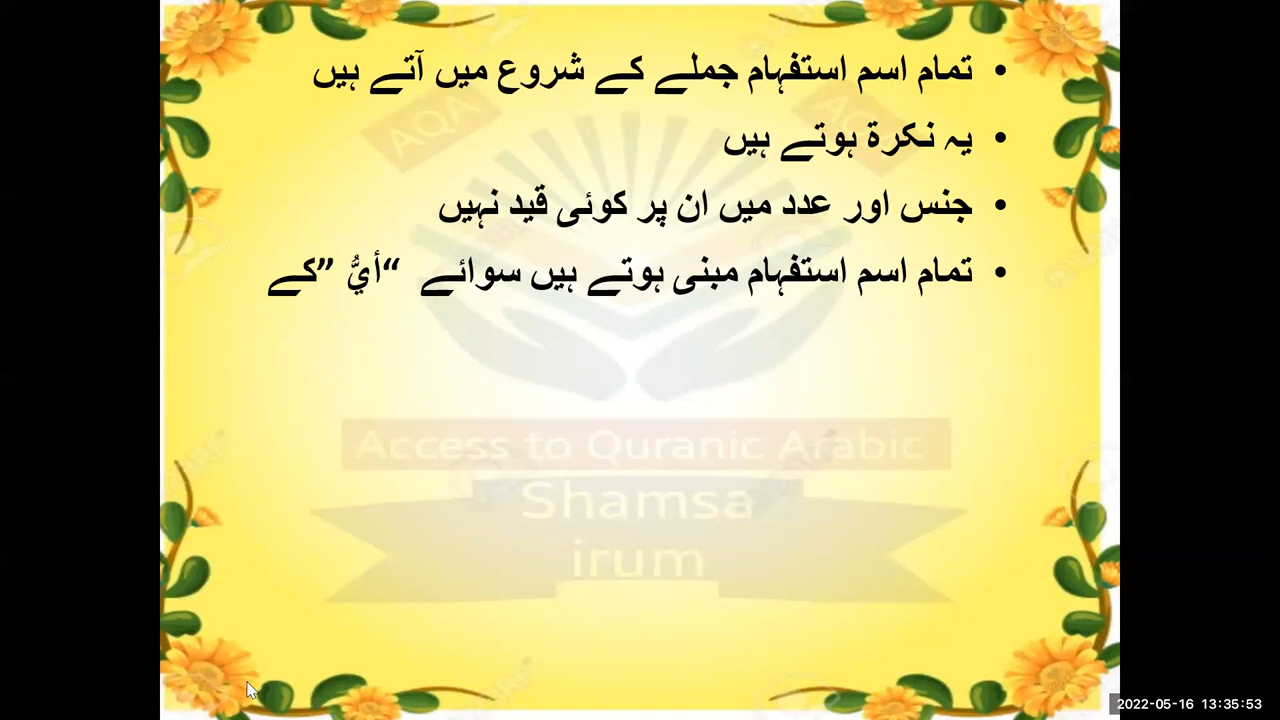 • تمام اسم استفہام جملے کے شروع میں آتے ہیں
• یہ نکرۃ ہوتے ہیں
• جنس اور عدد میں ان پر کوئی قید نہیں
• تمام اسم استفہام مبنی ہوتے ہیں سوائے “أيُّ ”کے
AQA
AQA
Access to Quranic Arabic
Shamsa
irum
2022-05-16 13:35:53